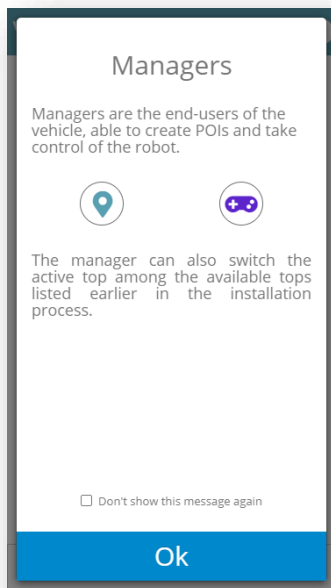 Managers
Managers are the end-users of the
vehicle, able to create POIs and take
control of the robot.
The manager can also switch the
active top among the available tops
listed earlier in the installation
process.
Don't show this message again
Ok